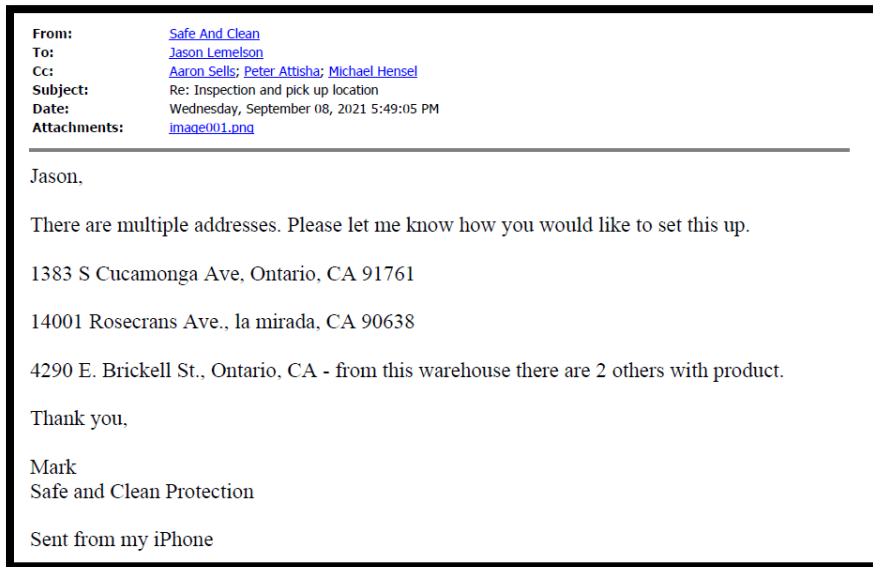 From: Safe And Clean
To: Jason Lemelson
Cc: Aaron Sells; Peter Attisha; Michael Hensel
Subject: Re: Inspection and pick up location
Date: Wednesday, September 08, 2021 5:49:05 PM
Attachments: image001.png
Jason,
There are multiple addresses. Please let me know how you would like to set this up.
1383 S Cucamonga Ave, Ontario, CA 91761
14001 Rosecrans Ave., la mirada, CA 90638
4290 E. Brickell St., Ontario, CA - from this warehouse there are 2 others with product.
Thank you,
Mark
Safe and Clean Protection
Sent from my iPhone